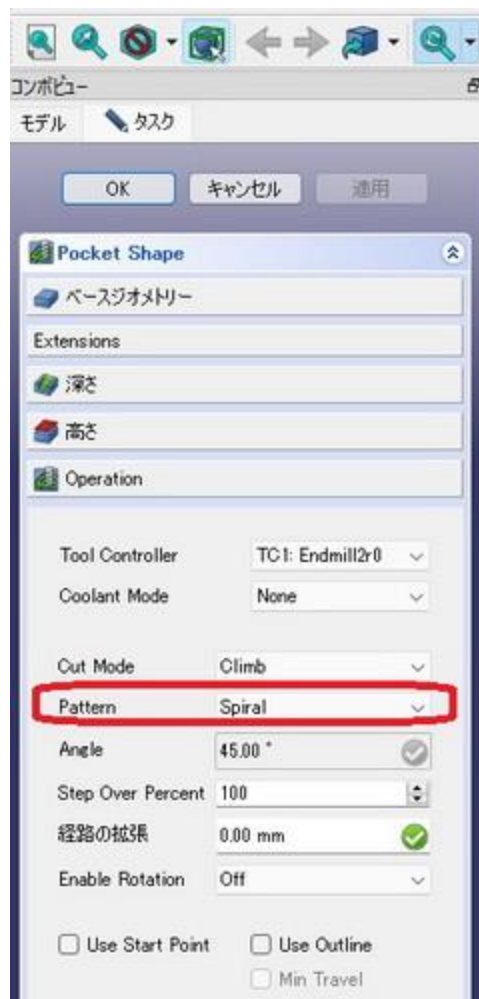 コンボビュー
モデル タスク
OK キャンセル 適用
Pocket Shape
ベースジオメトリー
Extensions
深さ
高さ
Operation
Tool Controller TC1: Endmill2r0
Coolant Mode None
Cut Mode Climb
Pattern Spiral
Angle 45.00 °
Step Over Percent 100
経路の拡張 0.00 mm
Enable Rotation Off
Use Start Point Use Outline
Min Travel